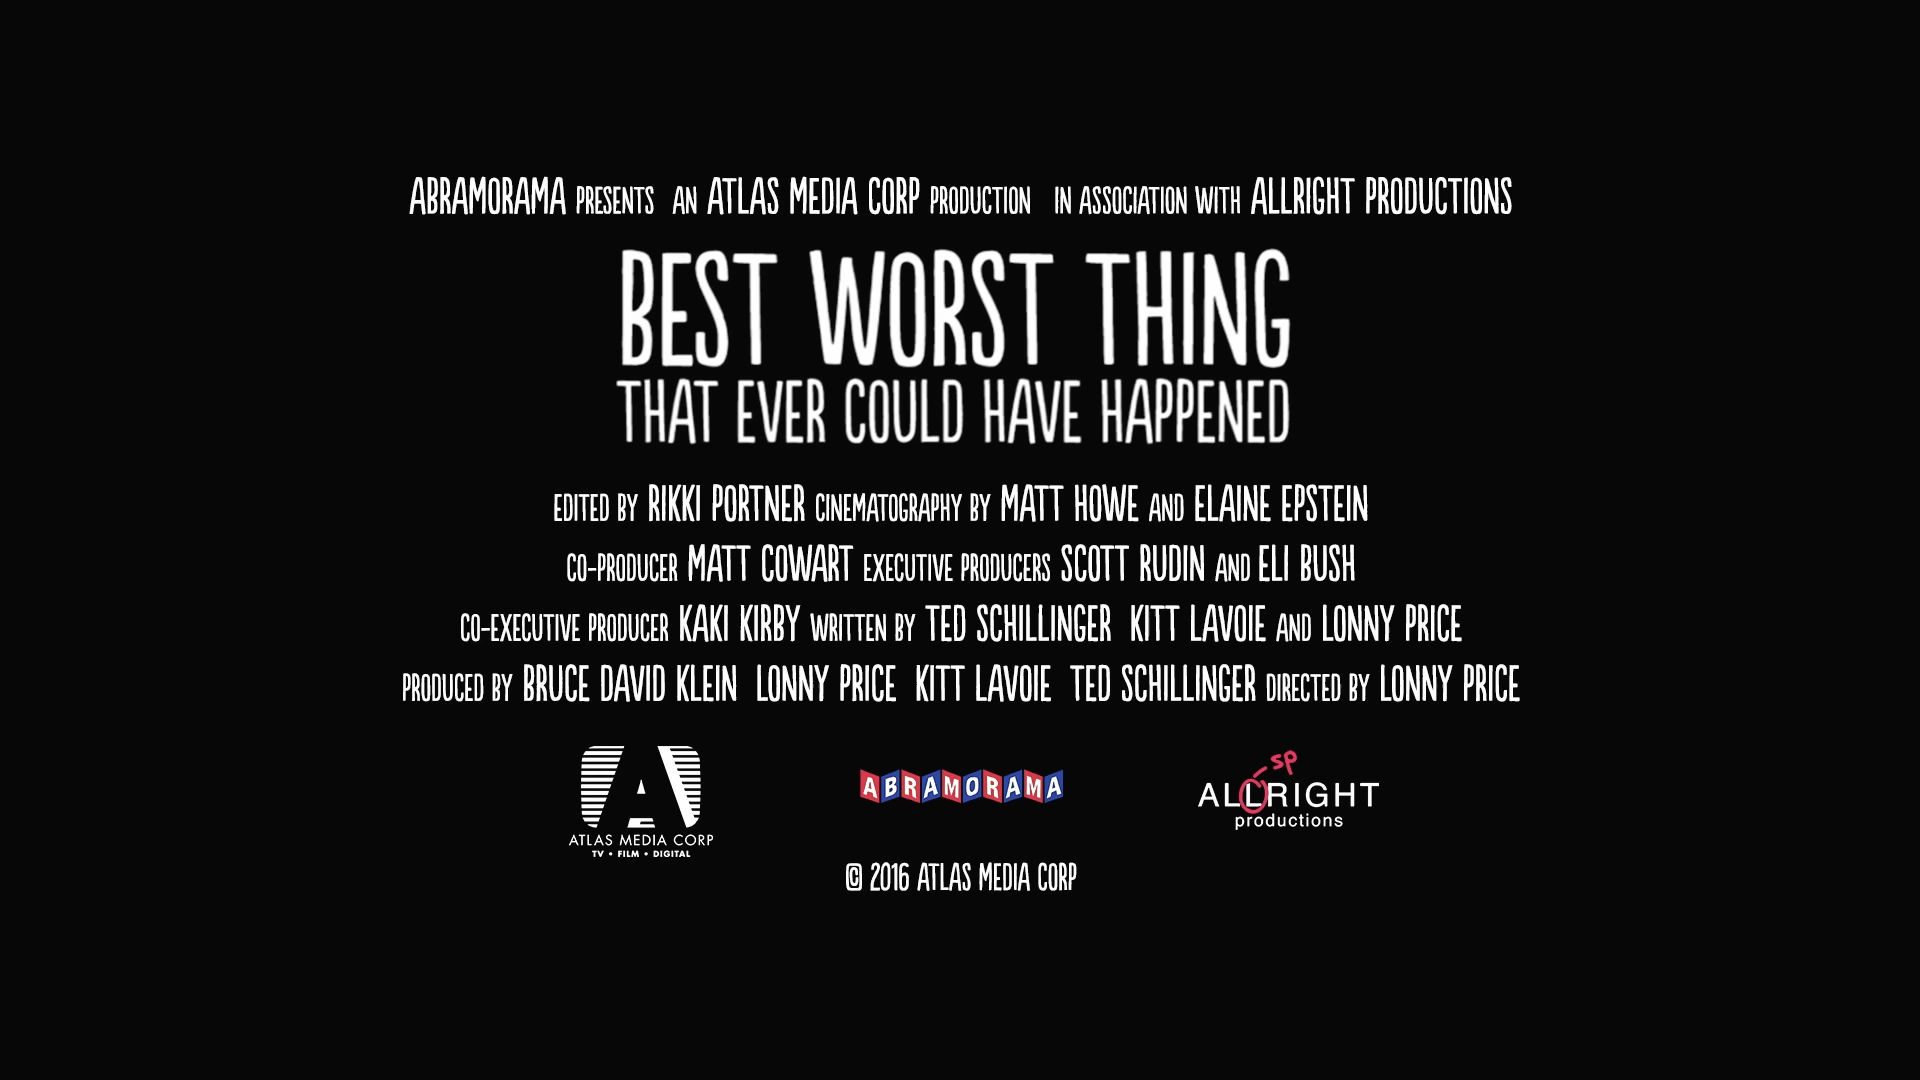 ABRAMORAMA PRESENTS AN ATLAS MEDIA CORP PRODUCTION IN ASSOCIATION WITH ALLRIGHT PRODUCTIONS
BEST WORST THING
THAT EVER COULD HAVE HAPPENED
EDITED BY RIKKI PORTNER CINEMATOGRAPHY BY MATT HOWE AND ELAINE EPSTEIN
CO-PRODUCER MATT COWART EXECUTIVE PRODUCERS SCOTT RUDIN AND ELI BUSH
CO-EXECUTIVE PRODUCER KAKI KIRBY WRITTEN BY TED SCHILLINGER KITT LAVOIE AND LONNY PRICE
PRODUCED BY BRUCE DAVID KLEIN LONNY PRICE KITT LAVOIE TED SCHILLINGER DIRECTED BY LONNY PRICE
A
ATLAS MEDIA CORP
TV • FILM • DIGITAL
ABRAMORAMA
sp
ALLRIGHT
productions
© 2016 ATLAS MEDIA CORP